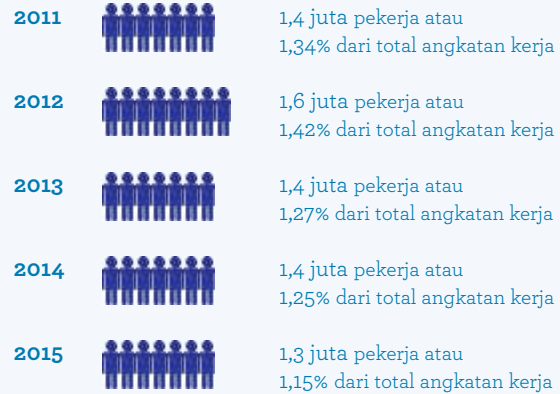 2011
1,4 juta pekerja atau
1,34% dari total angkatan kerja
2012
1,6 juta pekerja atau
1,42% dari total angkatan kerja
2013
1,4 juta pekerja atau
1,27% dari total angkatan kerja
2014
1,4 juta pekerja atau
1,25% dari total angkatan kerja
2015
1,3 juta pekerja atau
1,15% dari total angkatan kerja